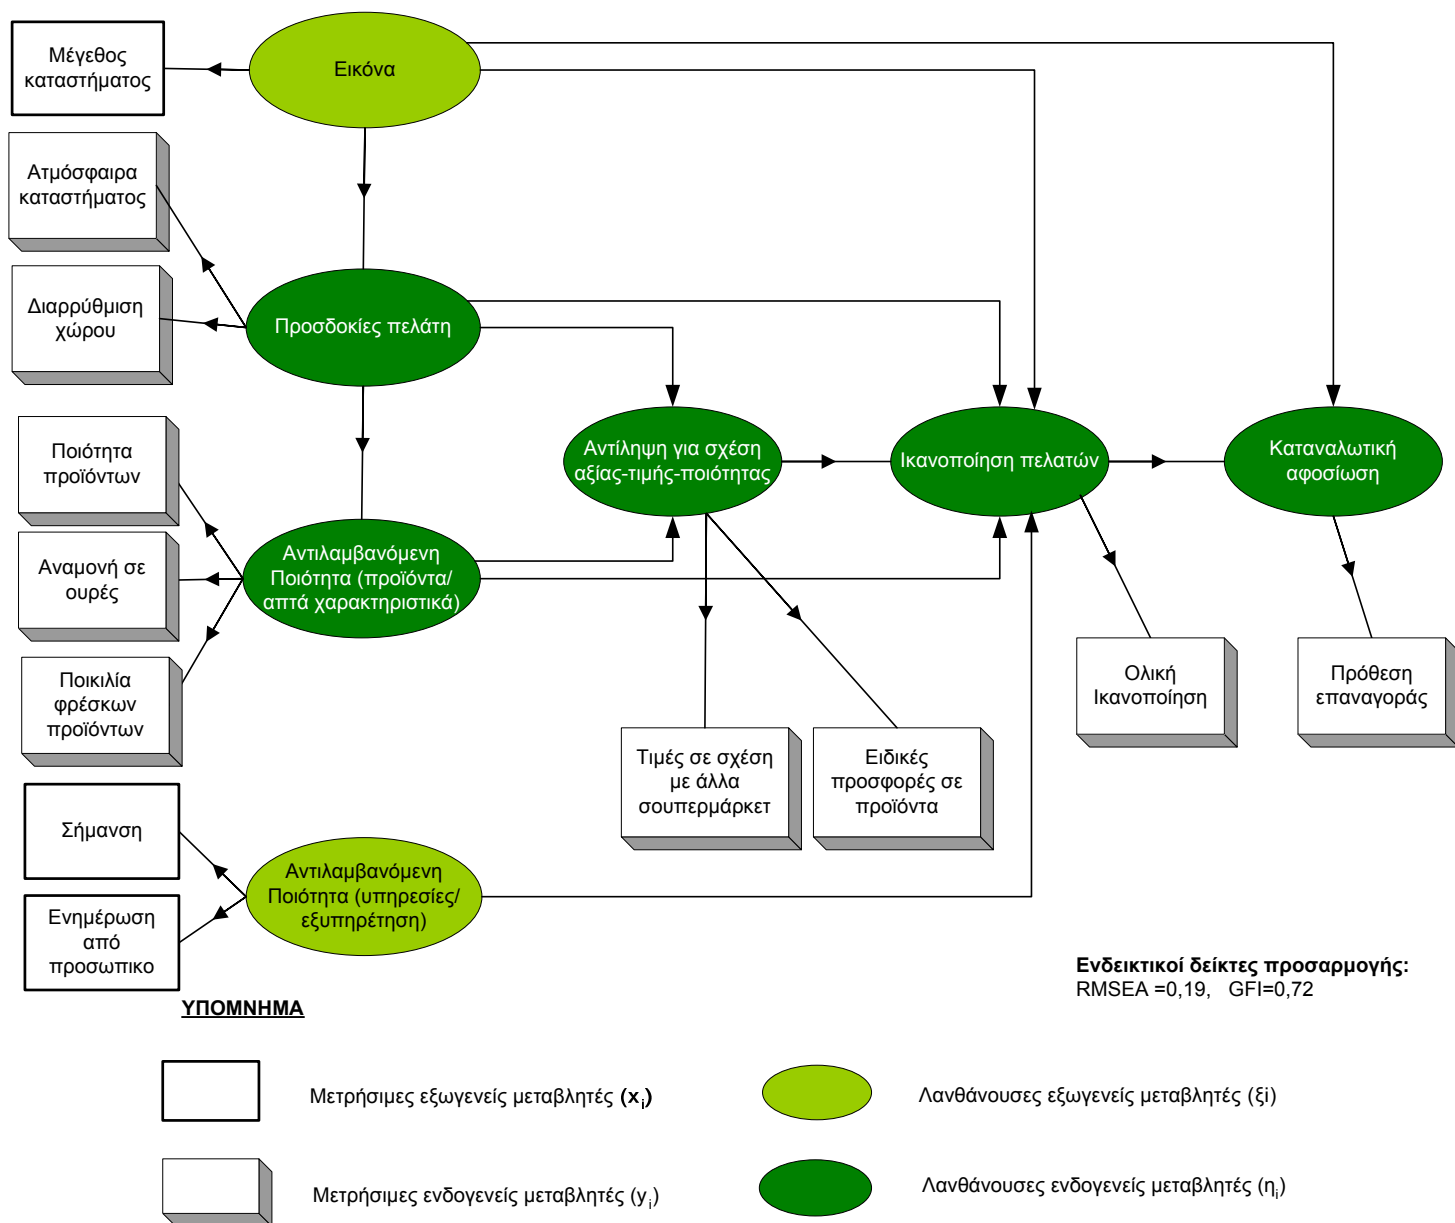 Μέγεθος
καταστήματος
Εικόνα
Ατμόσφαιρα
καταστήματος
Διαρρύθμιση
χώρου
Προσδοκίες πελάτη
Ποιότητα
προϊόντων
Αντίληψη για σχέση
αξίας-τιμής-ποιότητας
Ικανοποίηση πελατών
Καταναλωτική
αφοσίωση
Αναμονή σε
ουρές
Αντιλαμβανόμενη
Ποιότητα (προϊόντα/
απτά χαρακτηριστικά)
Ποικιλία
φρέσκων
προϊόντων
Τιμές σε σχέση
με άλλα
σουπερμάρκετ
Ειδικές
προσφορές σε
προϊόντα
Ολική
Ικανοποίηση
Πρόθεση
επαναγοράς
Σήμανση
Αντιλαμβανόμενη
Ποιότητα (υπηρεσίες/
εξυπηρέτηση)
Ενημέρωση
από
προσωπικο
Ενδεικτικοί δείκτες προσαρμογής:
RMSEA =0,19, GFI=0,72
ΥΠΟΜΝΗΜΑ
Μετρήσιμες εξωγενείς μεταβλητές (x_i)
Λανθάνουσες εξωγενείς μεταβλητές (ξi)
Μετρήσιμες ενδογενείς μεταβλητές (y_i)
Λανθάνουσες ενδογενείς μεταβλητές (η_i)